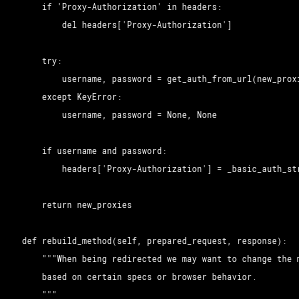 if 'Proxy-Authorization' in headers:
del headers['Proxy-Authorization']
try:
username, password = get_auth_from_url(new_proxi
except KeyError:
username, password = None, None
if username and password:
headers['Proxy-Authorization'] = _basic_auth_str
return new_proxies
def rebuild_method(self, prepared_request, response):
"""When being redirected we may want to change the m
based on certain specs or browser behavior.
"""